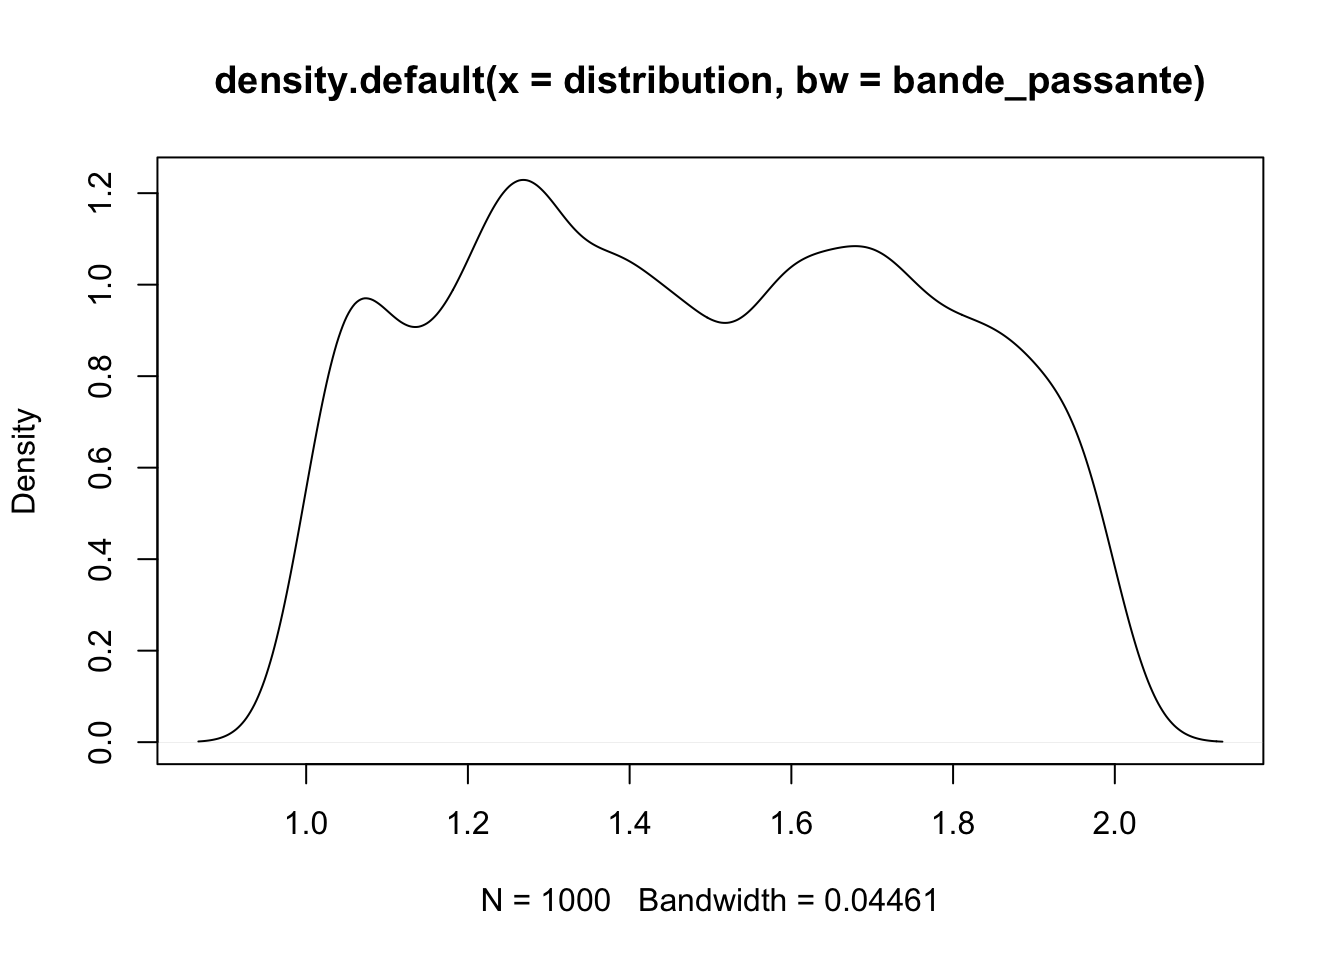 density.default(x = distribution, bw = bande_passante)
Density
0.0 0.2 0.4 0.6 0.8 1.0 1.2
1.0 1.2 1.4 1.6 1.8 2.0
N = 1000 Bandwidth = 0.04461